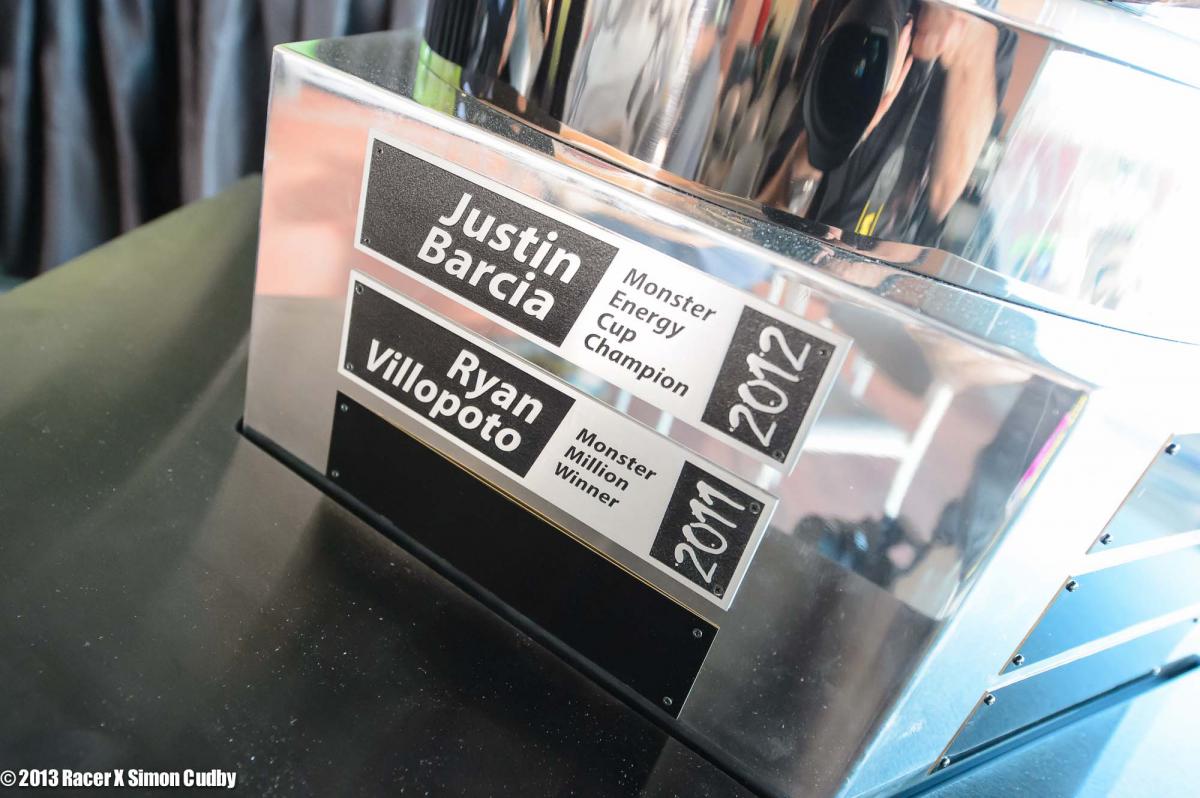 Justin
Barcia
Monster
Energy
Cup
Champion
2012
Ryan
Villopoto
Monster
Million
Winner
2011
© 2013 Racer X Simon Cudby